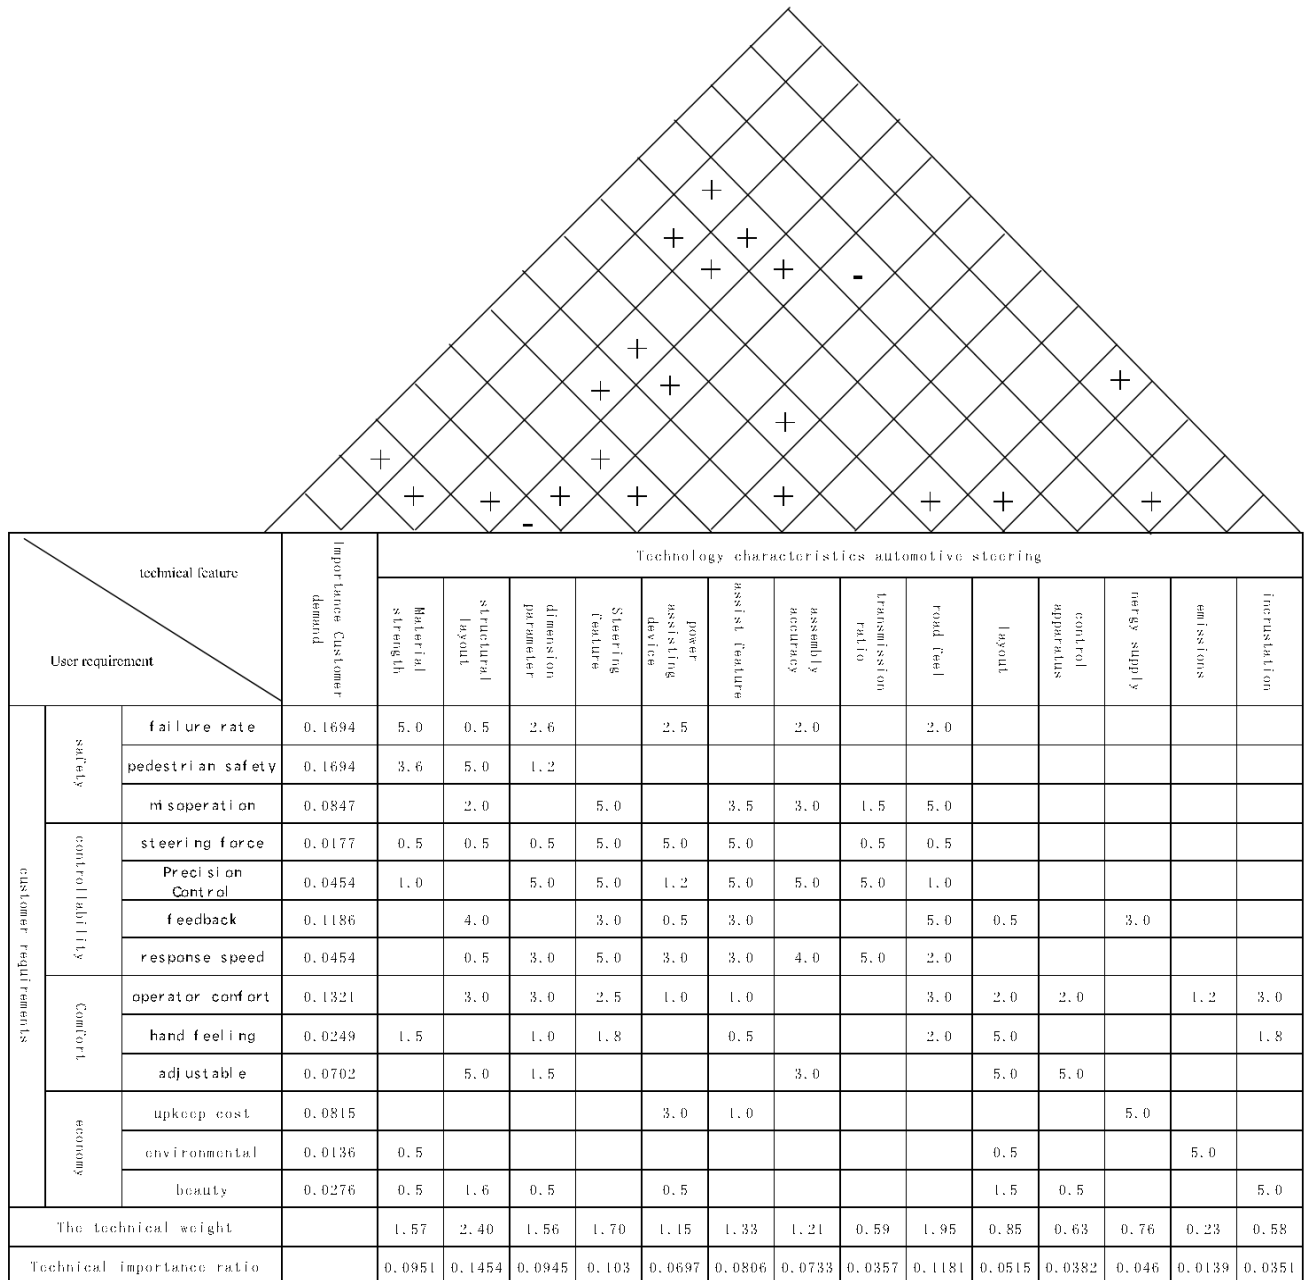 +
+ +
+ + -
+
+ +
+
+
+ +
+ + + + + + + +
-
technical feature
User requirement
Importance Customer demand
Technology characteristics automotive steering
Material strength
structural layout
dimension parameter
Steering feature
power assisting device
assist feature
assembly accuracy
transmission ratio
road feel
layout
control apparatus
nergy supply
emissions
incrustation
customer requirements
safety
failure rate 0.1694 5.0 0.5 2.6 2.5 2.0 2.0
pedestrian safety 0.1694 3.6 5.0 1.2
misoperation 0.0847 2.0 5.0 3.5 3.0 1.5 5.0
controllability
steering force 0.0177 0.5 0.5 0.5 5.0 5.0 5.0 0.5 0.5
Precision
Control 0.0454 1.0 5.0 5.0 1.2 5.0 5.0 5.0 1.0
feedback 0.1186 4.0 3.0 0.5 3.0 5.0 0.5 3.0
response speed 0.0454 0.5 3.0 5.0 3.0 3.0 4.0 5.0 2.0
Comfort
operator comfort 0.1321 3.0 3.0 2.5 1.0 1.0 3.0 2.0 2.0 1.2 3.0
hand feeling 0.0249 1.5 1.0 1.8 0.5 2.0 5.0 1.8
adjustable 0.0702 5.0 1.5 3.0 5.0 5.0
economy
upkeep cost 0.0815 3.0 1.0 5.0
environmental 0.0136 0.5 0.5 5.0
beauty 0.0276 0.5 1.6 0.5 0.5 1.5 0.5 5.0
The technical weight 1.57 2.40 1.56 1.70 1.15 1.33 1.21 0.59 1.95 0.85 0.63 0.76 0.23 0.58
Technical importance ratio 0.0951 0.1454 0.0945 0.103 0.0697 0.0806 0.0733 0.0357 0.1181 0.0515 0.0382 0.046 0.0139 0.0351